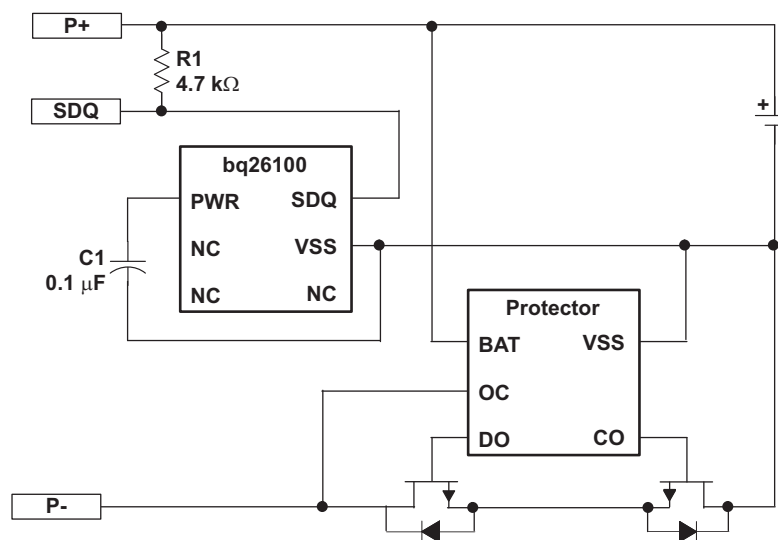 P+
R1
4.7 kΩ
SDQ
+
bq26100
PWR SDQ
NC VSS
NC NC
C1
0.1 μF
Protector
BAT VSS
OC
DO CO
P-